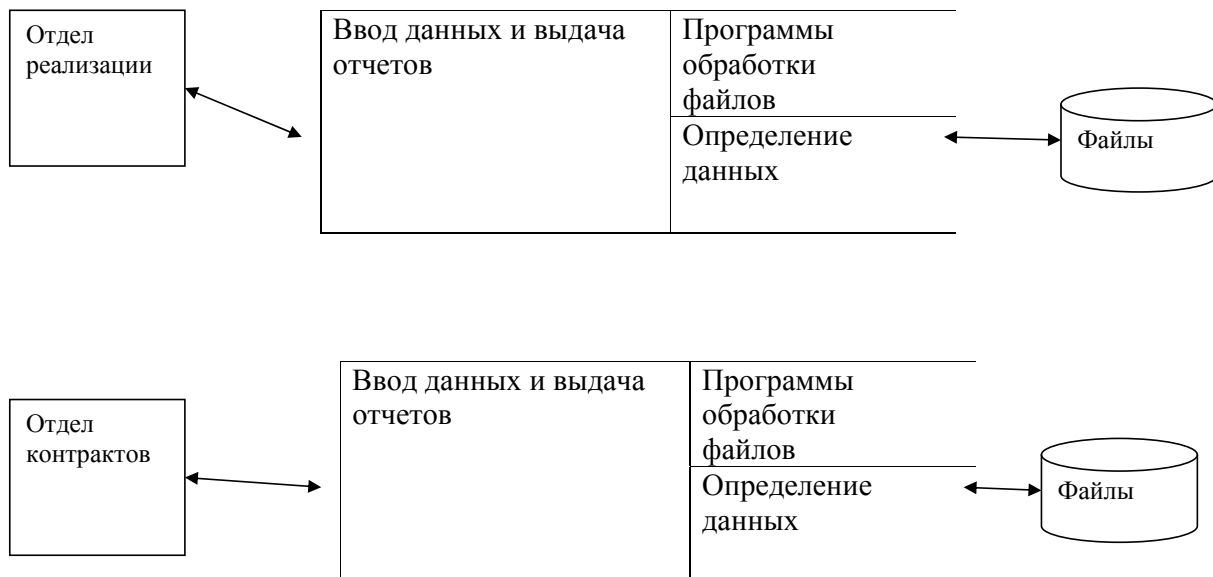 Отдел
реализации
Ввод данных и выдача
отчетов
Программы
обработки
файлов
Определение
данных
Файлы
Отдел
контрактов
Ввод данных и выдача
отчетов
Программы
обработки
файлов
Определение
данных
Файлы